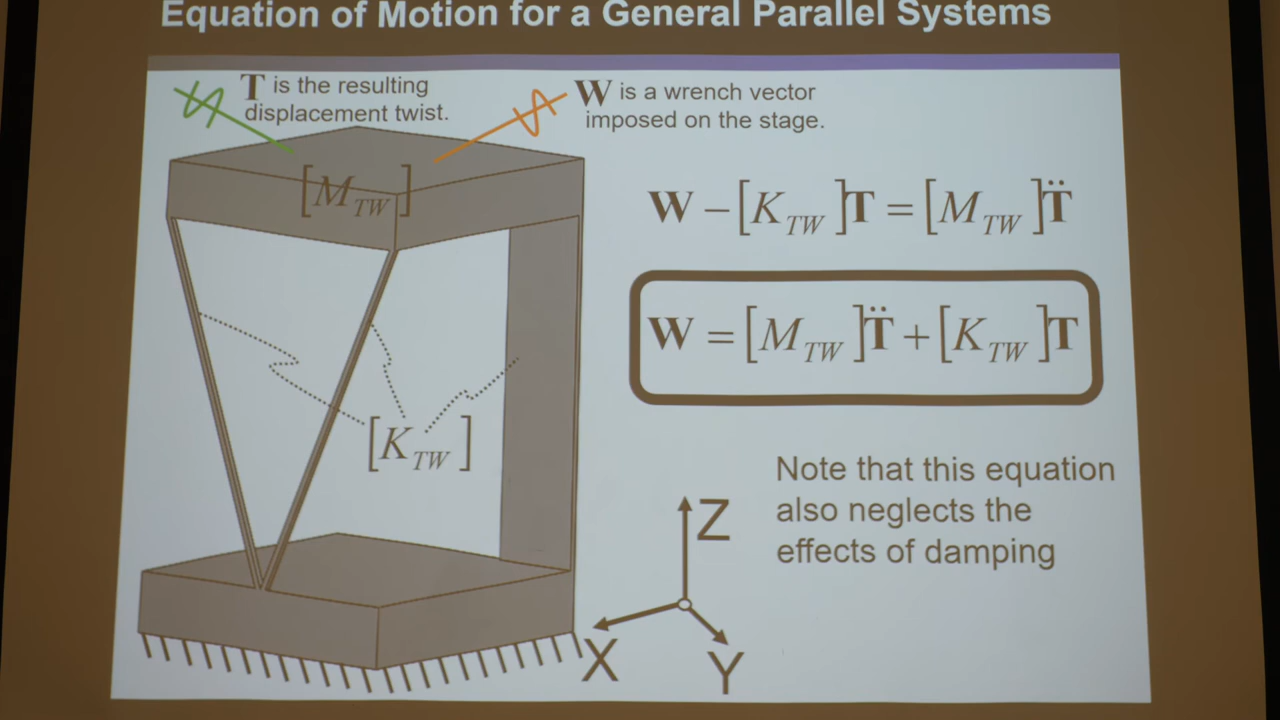 Equation of Motion for a General Parallel Systems
T is the resulting
displacement twist.
W is a wrench vector
imposed on the stage.
[M_TW]
W − [K_TW]T = [M_TW]T̈
W = [M_TW]T̈ + [K_TW]T
[K_TW]
Note that this equation
also neglects the
effects of damping
Z
X
Y